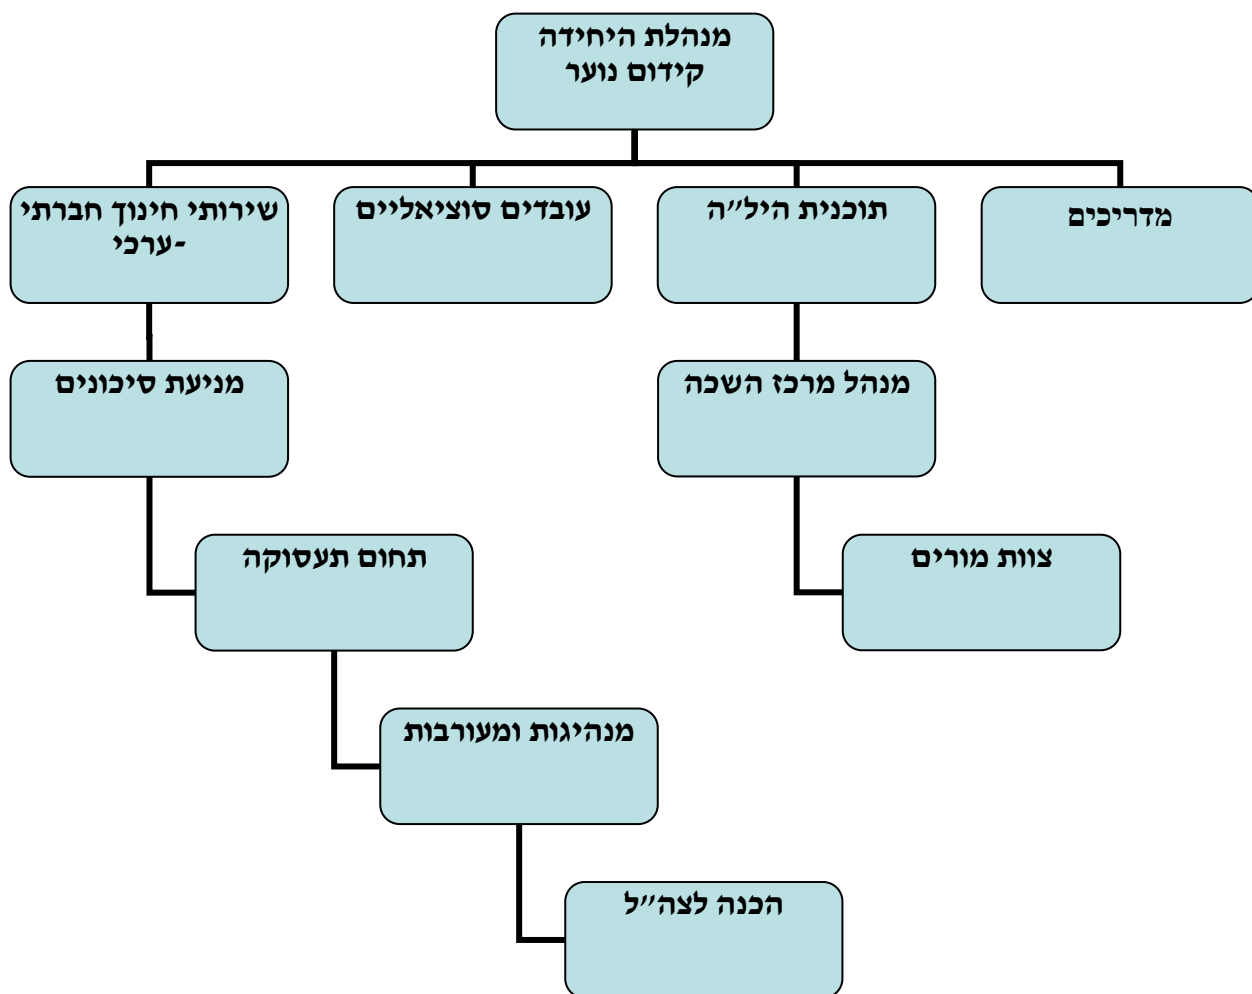 מנהלת היחידה
קידום נוער
מדריכים
תוכנית היל״ה
עובדים סוציאליים
שירותי חינוך חברתי
-ערכי
מנהל מרכז השכה
מניעת סיכונים
צוות מורים
תחום תעסוקה
מנהיגות ומעורבות
הכנה לצה״ל